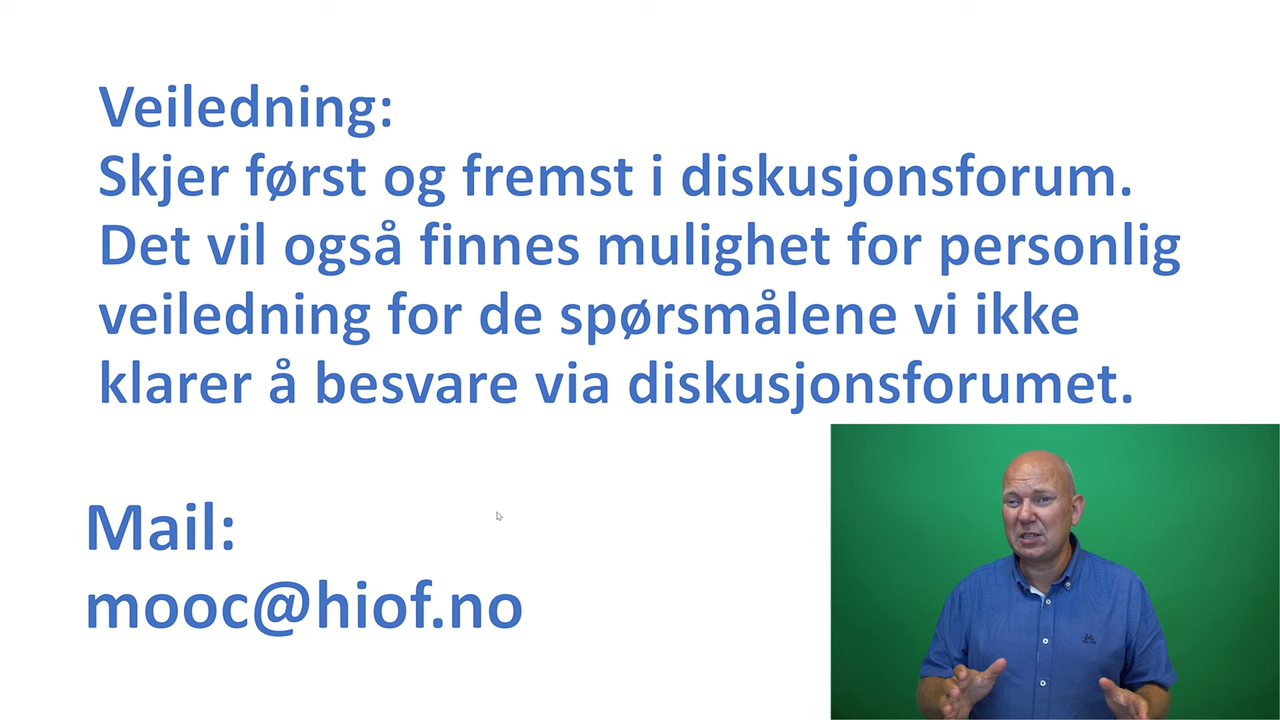 Veiledning:
Skjer først og fremst i diskusjonsforum.
Det vil også finnes mulighet for personlig
veiledning for de spørsmålene vi ikke
klarer å besvare via diskusjonsforumet.
Mail:
mooc@hiof.no